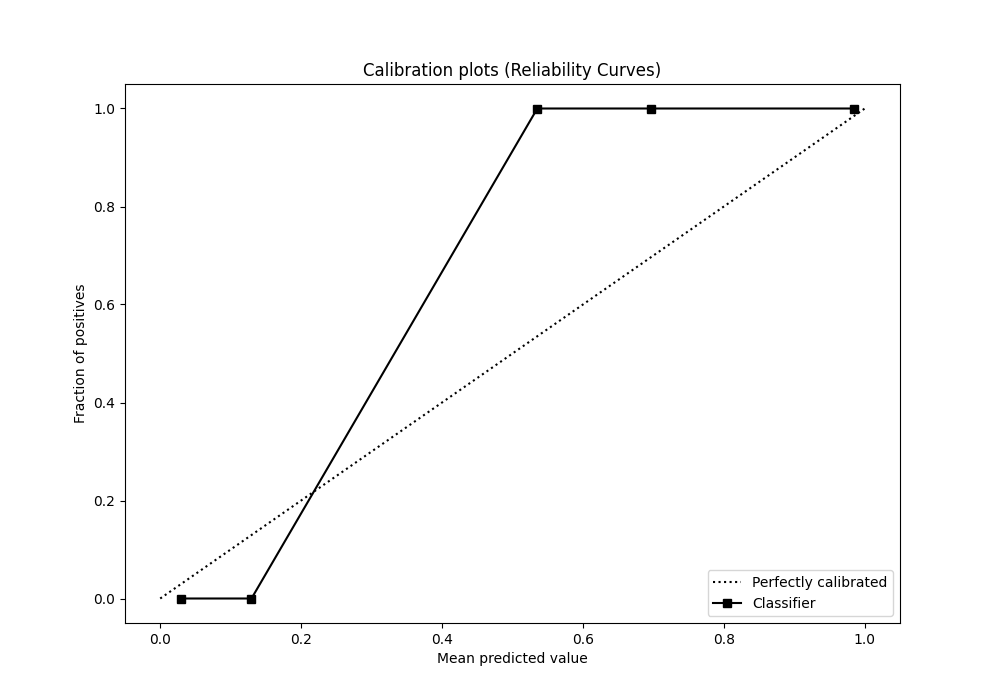 Calibration plots (Reliability Curves)
1.0
0.8
0.6
0.4
0.2
0.0
Fraction of positives
0.0 0.2 0.4 0.6 0.8 1.0
Mean predicted value
Perfectly calibrated
Classifier